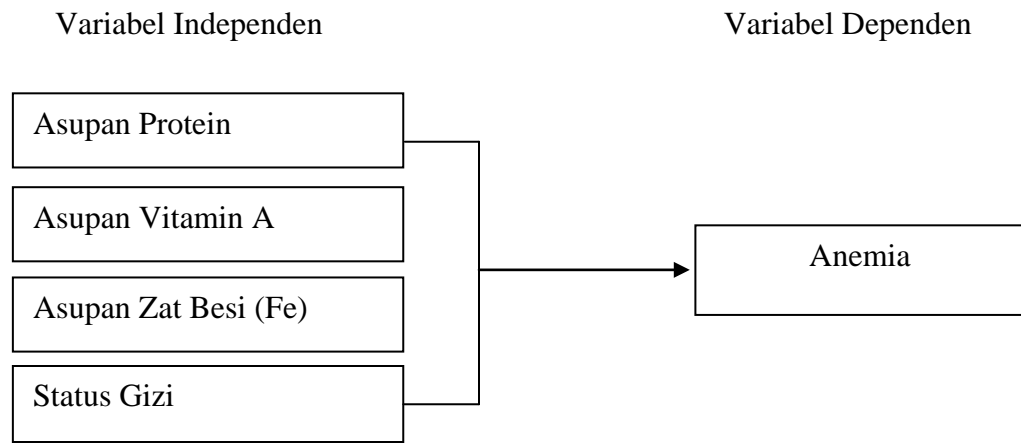 Variabel Independen
Variabel Dependen
Asupan Protein
Asupan Vitamin A
Asupan Zat Besi (Fe)
Status Gizi
Anemia